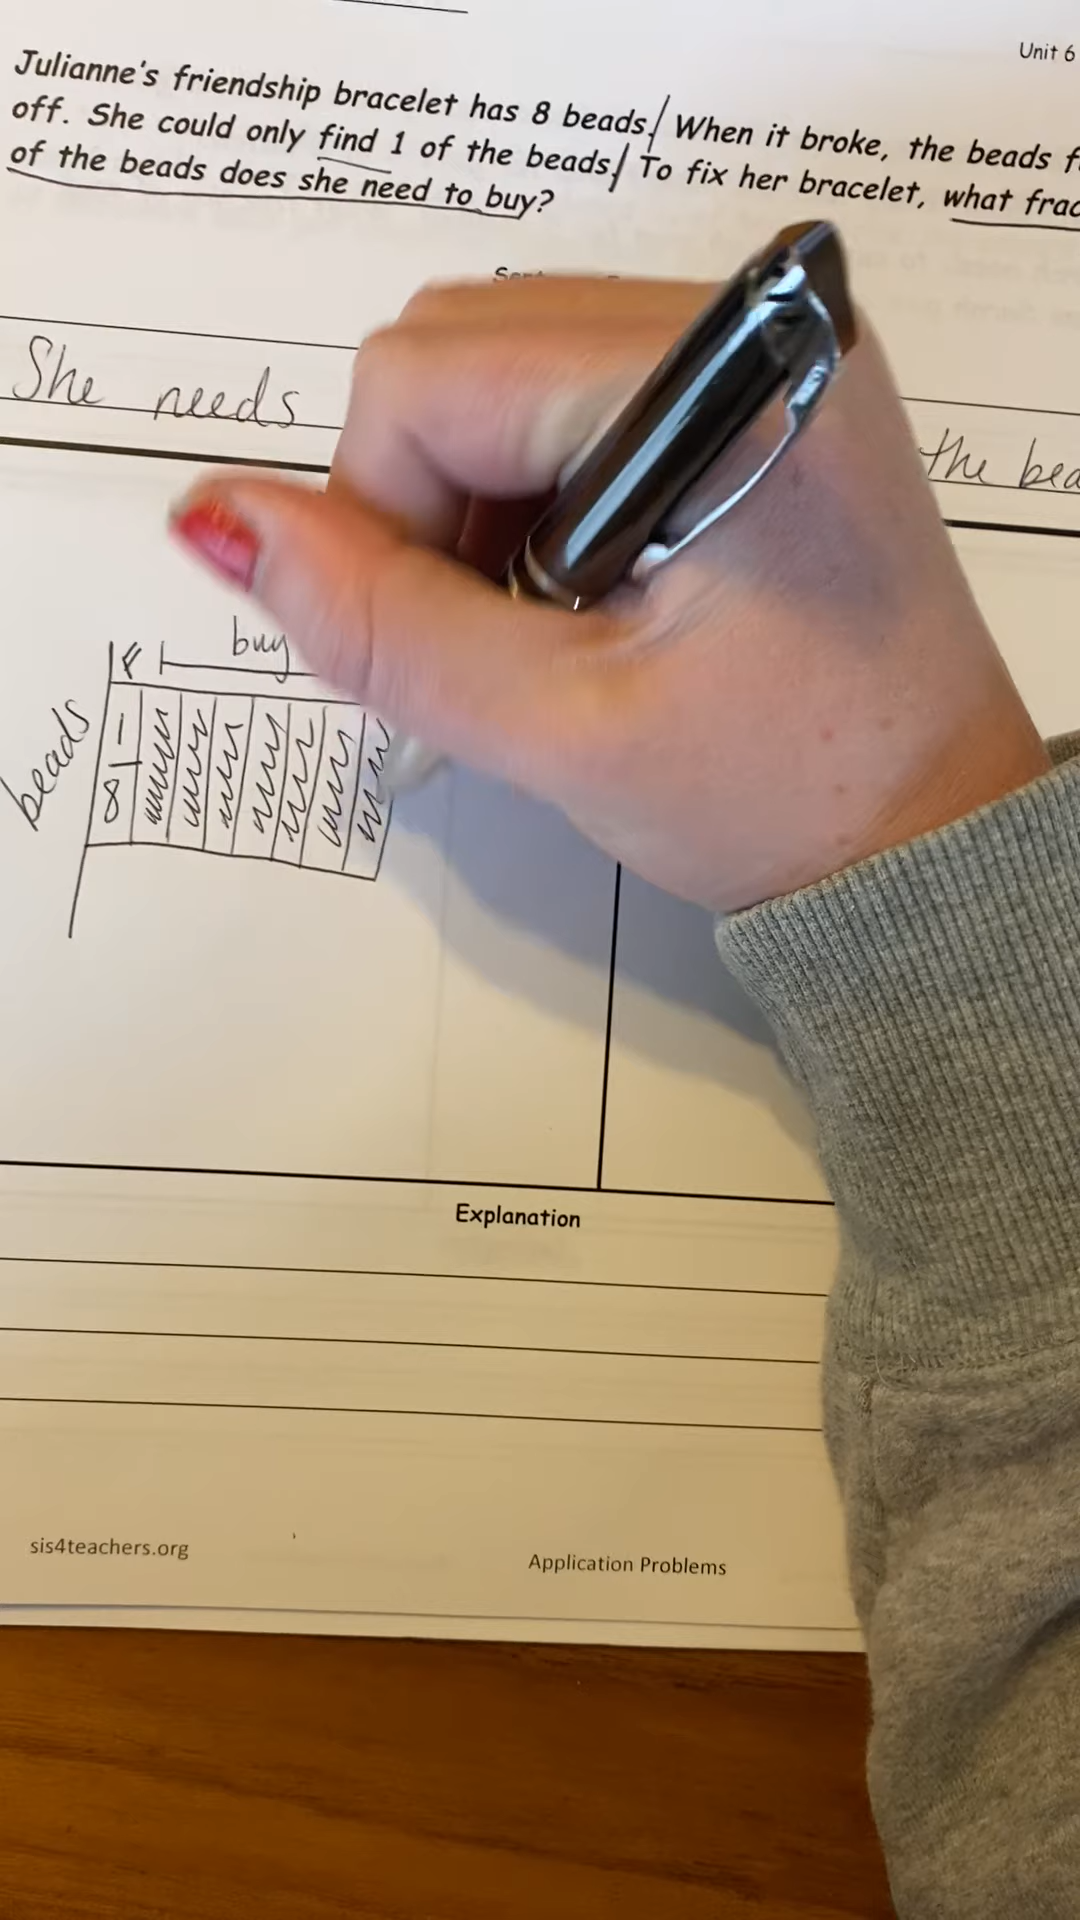 Unit 6
Julianne's friendship bracelet has 8 beads. When it broke, the beads f
off. She could only find 1 of the beads. To fix her bracelet, what frac
of the beads does she need to buy?
She needs
the bea
F buy
beads
1/8
Explanation
sis4teachers.org
Application Problems